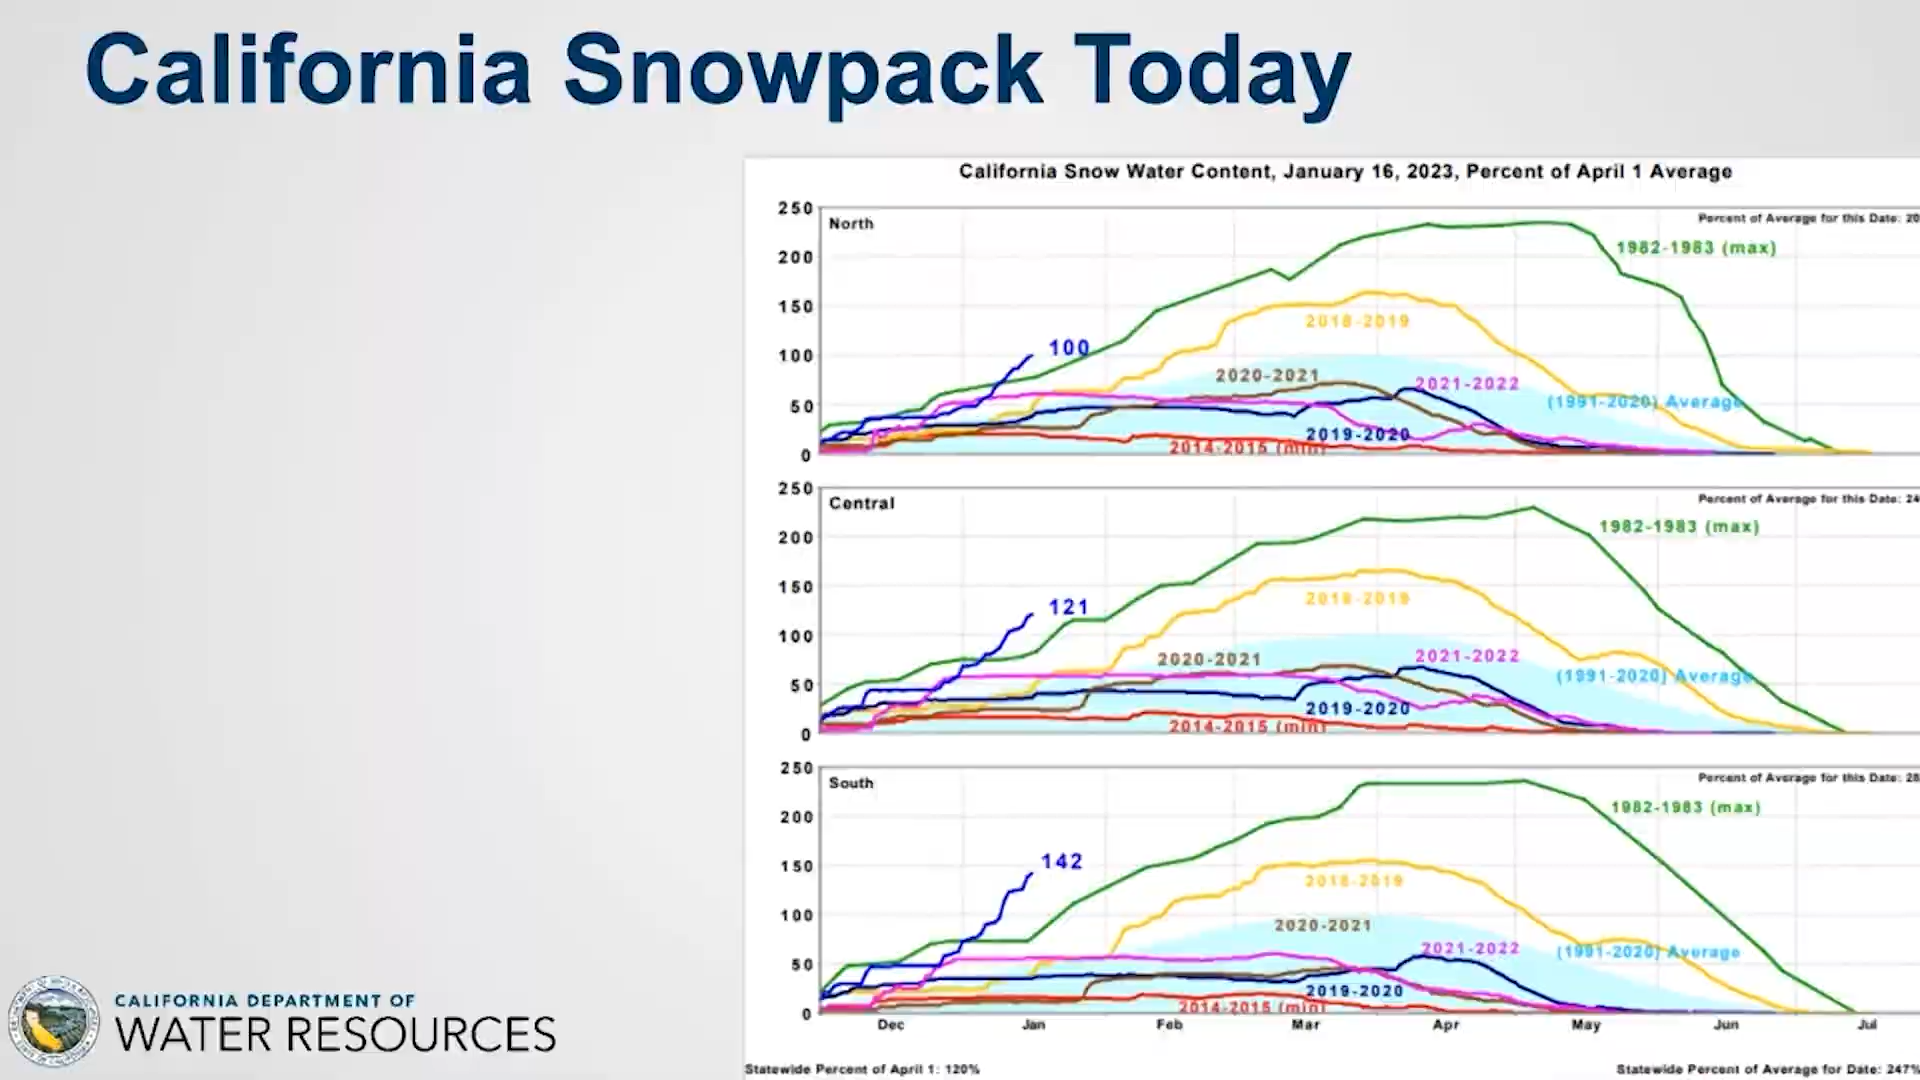 California Snowpack Today
California Snow Water Content, January 16, 2023, Percent of April 1 Average
250
North
Percent of Average for this Date: 20
1982-1983 (max)
200
150
2018-2019
100
100
2020-2021
2021-2022
50
(1991-2020) Average
2019-2020
2014-2015 (min)
0
250
Central
Percent of Average for this Date: 24
1982-1983 (max)
200
150
121
2018-2019
100
2020-2021
2021-2022
50
(1991-2020) Average
2019-2020
2014-2015 (min)
0
250
South
Percent of Average for this Date: 28
1982-1983 (max)
200
150
142
2018-2019
100
2020-2021
2021-2022
50
(1991-2020) Average
2019-2020
2014-2015 (min)
0
Dec Jan Feb Mar Apr May Jun Jul
Statewide Percent of April 1: 120%
Statewide Percent of Average for Date: 247%
CALIFORNIA DEPARTMENT OF
WATER RESOURCES